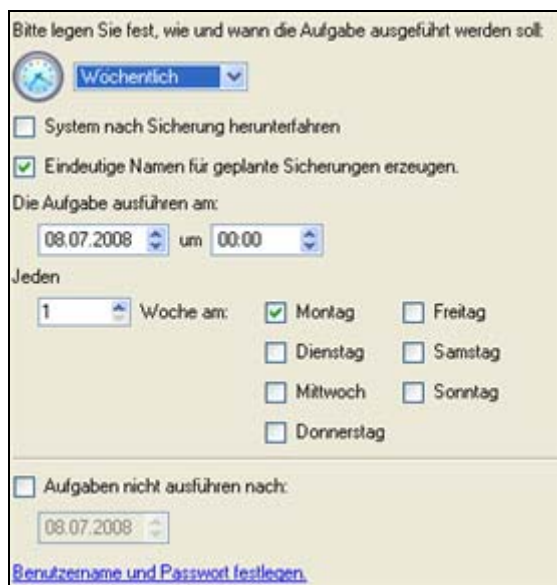 Bitte legen Sie fest, wie und wann die Aufgabe ausgeführt werden soll:
Wöchentlich
System nach Sicherung herunterfahren
Eindeutige Namen für geplante Sicherungen erzeugen.
Die Aufgabe ausführen am:
08.07.2008 um 00:00
Jeden
1 Woche am: Montag Freitag
Dienstag Samstag
Mittwoch Sonntag
Donnerstag
Aufgaben nicht ausführen nach:
08.07.2008
Benutzername und Passwort festlegen.